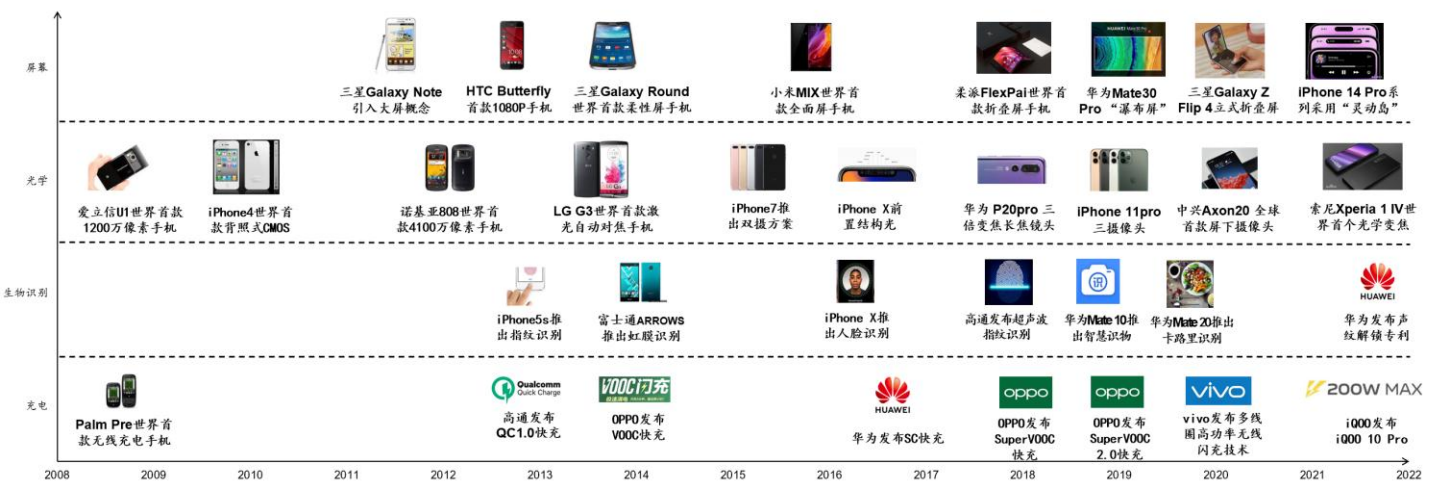 屏幕
三星Galaxy Note
引入大屏概念
HTC Butterfly
首款1080P手机
三星Galaxy Round
世界首款柔性屏手机
小米MIX世界首
款全面屏手机
柔派FlexPai世界首
款折叠屏手机
HUAWEI Mate30 Pro
华为Mate30
Pro “瀑布屏”
三星Galaxy Z
Flip 4立式折叠屏
iPhone 14 Pro系
列采用“灵动岛”
光学
爱立信U1世界首款
1200万像素手机
iPhone4世界首
款背照式CMOS
诺基亚808世界首
款4100万像素手机
LG G3世界首款激
光自动对焦手机
iPhone7推
出双摄方案
iPhone X前
置结构光
华为 P20pro 三
倍变焦长焦镜头
iPhone 11pro
三摄像头
中兴Axon20 全球
首款屏下摄像头
索尼Xperia 1 IV世
界首个光学变焦
生物识别
iPhone5s推
出指纹识别
富士通ARROWS
推出虹膜识别
iPhone X推
出人脸识别
高通发布超声波
指纹识别
识
华为Mate 10推
出智慧识物
华为Mate 20推出
卡路里识别
HUAWEI
华为发布声
纹解锁专利
充电
Palm Pre世界首
款无线充电手机
Qualcomm
Quick Charge
高通发布
QC1.0快充
VOOC闪充
OPPO发布
VOOC快充
HUAWEI
华为发布SC快充
oppo
OPPO发布
SuperVOOC
快充
oppo
OPPO发布
SuperVOOC
2.0快充
vivo
vivo发布多线
圈高功率无线
闪充技术
200W MAX
iQOO发布
iQOO 10 Pro
2008 2009 2010 2011 2012 2013 2014 2015 2016 2017 2018 2019 2020 2021 2022